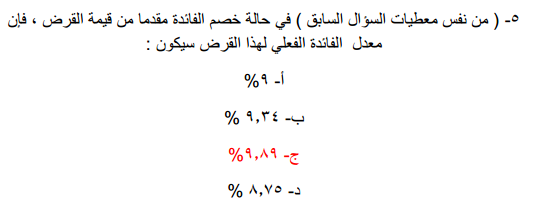 ٥- ( من نفس معطيات السؤال السابق ) في حالة خصم الفائدة مقدما من قيمة القرض ، فإن
معدل الفائدة الفعلي لهذا القرض سيكون :
أ- ٩%
ب- ٩,٣٤ %
ج- ٩,٨٩%
د- ٨,٧٥ %